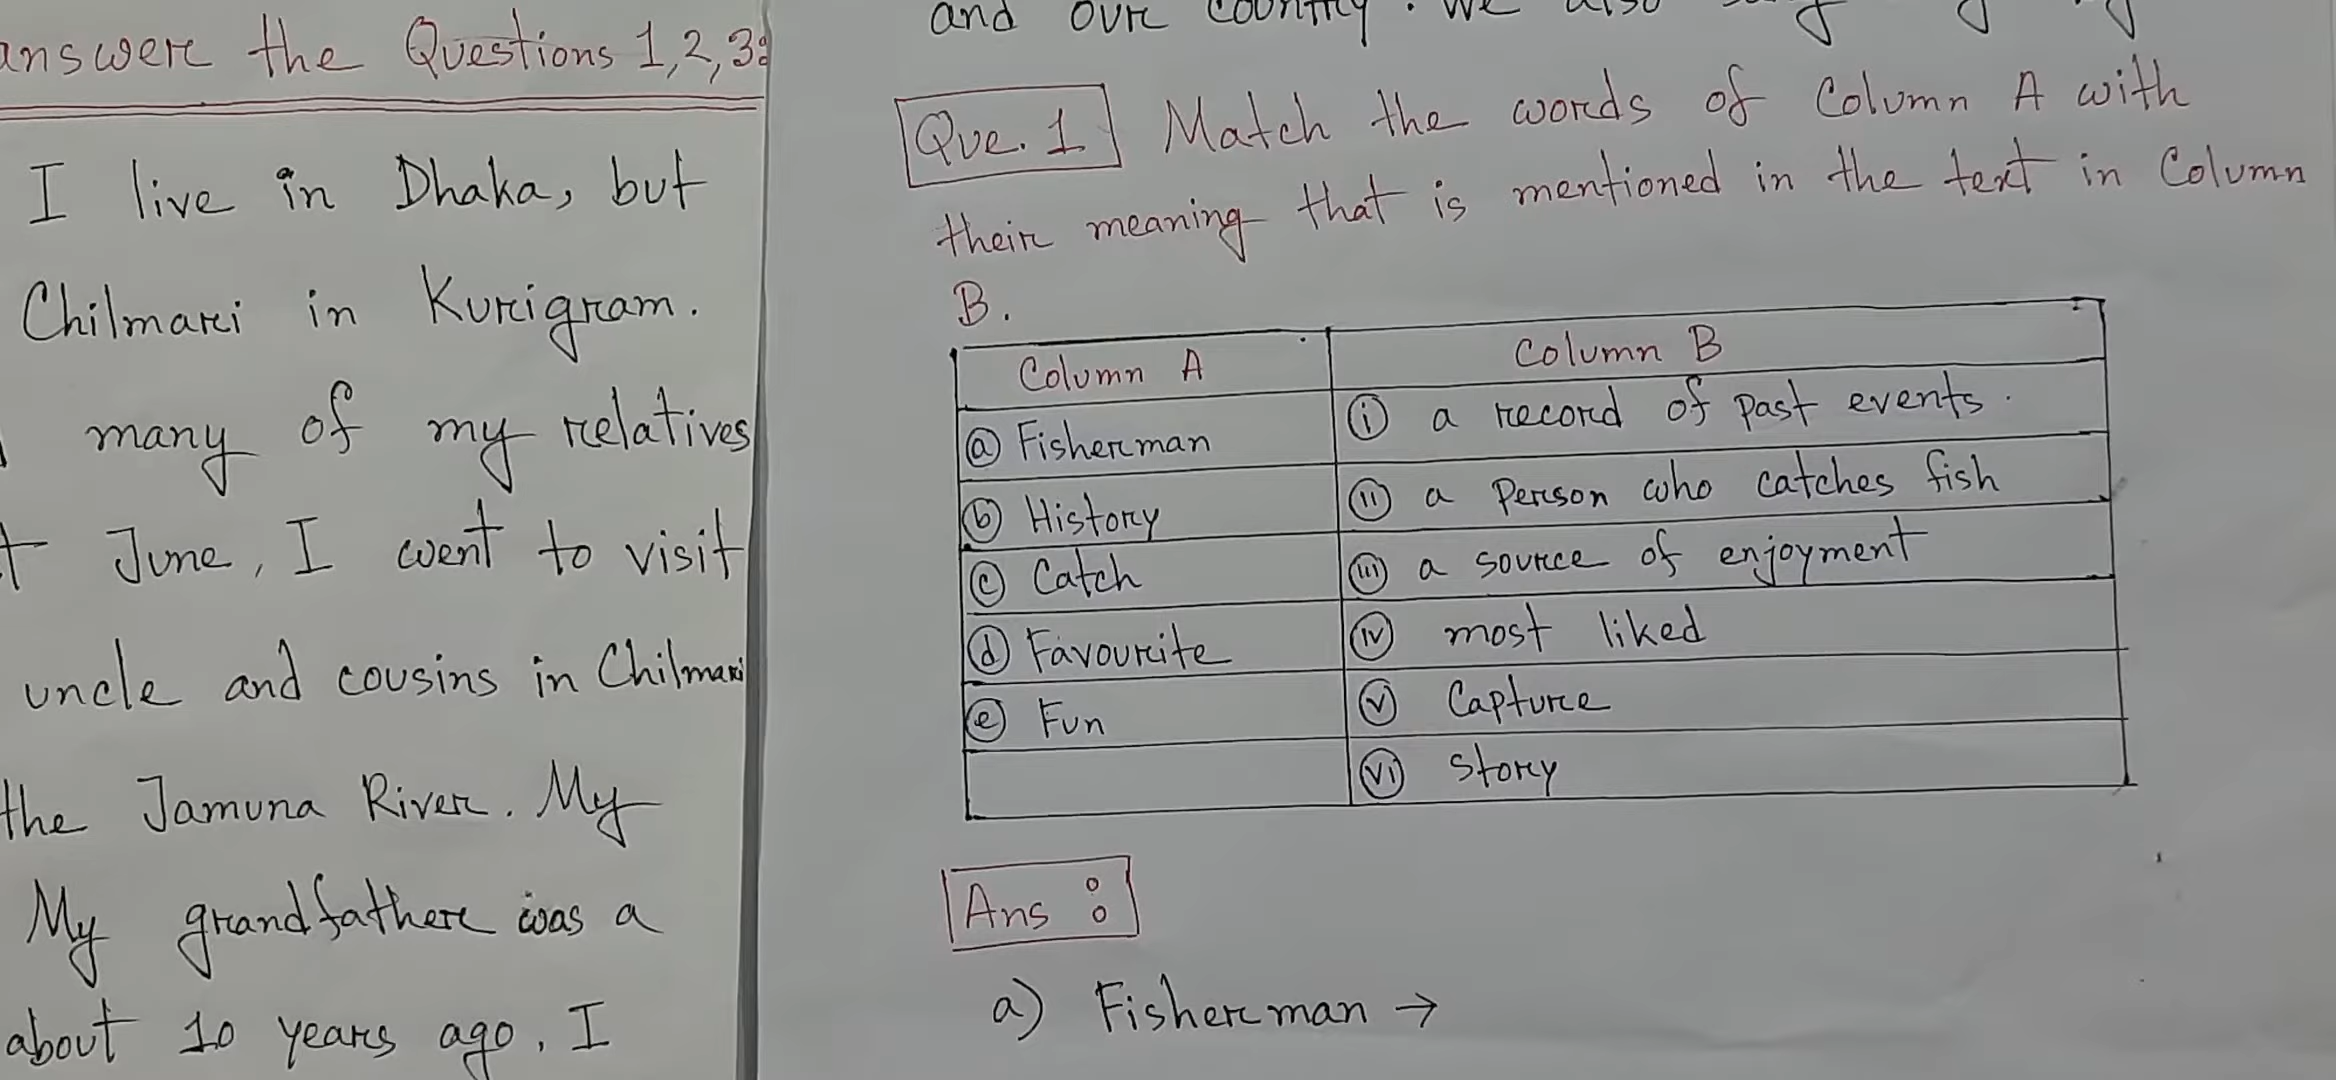 answer the Questions 1,2,3:
I live in Dhaka, but
Chilmari in Kurigram.
many of my relatives
t June, I went to visit
uncle and cousins in Chilmari
the Jamuna River. My
My grandfather was a
about 10 years ago. I
and our country. We also
Que. 1 Match the words of Column A with
their meaning that is mentioned in the text in Column
B.
Column A Column B
(a) Fisherman (i) a record of past events.
(b) History (ii) a person who catches fish
(c) Catch (iii) a source of enjoyment
(d) Favourite (iv) most liked
(e) Fun (v) Capture
(vi) story
Ans :
a) Fisherman →